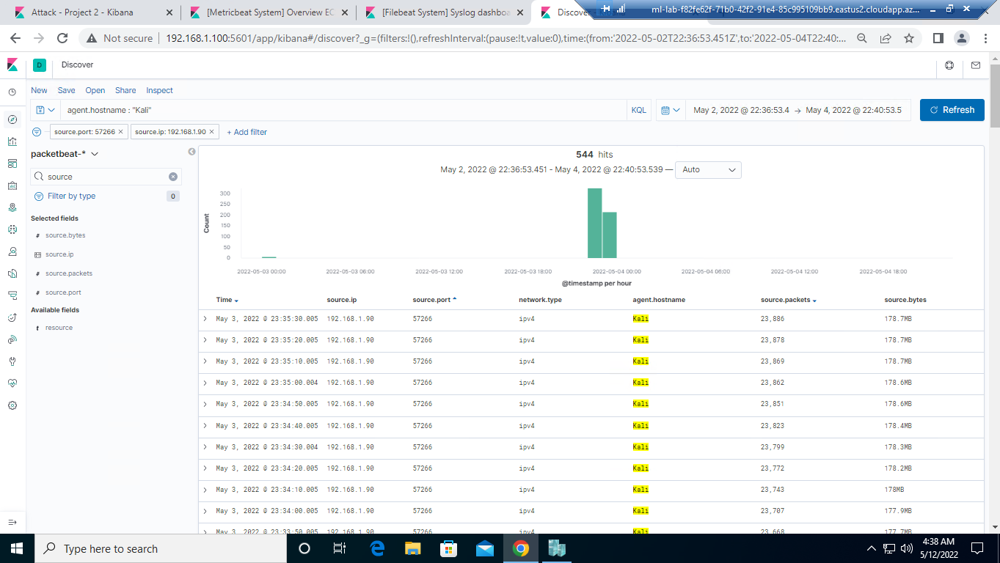 Attack - Project 2 - Kibana
[Metricbeat System] Overview EC
[Filebeat System] Syslog dashboa
Discover - Kibana
ml-lab-f82fe62f-71b0-42f2-91e4-85c995109bb9.eastus2.cloudapp.az...
Not secure
192.168.1.100:5601/app/kibana#/discover?_g=(filters:!(),refreshInterval:(pause:!t,value:0),time:(from:'2022-05-02T22:36:53.451Z',to:'2022-05-04T22:40:...
D
Discover
New Save Open Share Inspect
agent.hostname : "Kali"
KQL
May 2, 2022 @ 22:36:53.4 → May 4, 2022 @ 22:40:53.5
Refresh
source.port: 57266 ×
source.ip: 192.168.1.90 ×
+ Add filter
packetbeat-*
source
Filter by type 0
Selected fields
# source.bytes
source.ip
# source.packets
# source.port
Available fields
t resource
544 hits
May 2, 2022 @ 22:36:53.451 - May 4, 2022 @ 22:40:53.539 — Auto
Count
300
250
200
150
100
50
0
2022-05-03 00:00 2022-05-03 06:00 2022-05-03 12:00 2022-05-03 18:00 2022-05-04 00:00 2022-05-04 06:00 2022-05-04 12:00 2022-05-04 18:00
@timestamp per hour
Time source.ip source.port network.type agent.hostname source.packets source.bytes
May 3, 2022 @ 23:35:30.005 192.168.1.90 57266 ipv4 Kali 23,886 178.7MB
May 3, 2022 @ 23:35:20.005 192.168.1.90 57266 ipv4 Kali 23,878 178.7MB
May 3, 2022 @ 23:35:10.005 192.168.1.90 57266 ipv4 Kali 23,869 178.7MB
May 3, 2022 @ 23:35:00.004 192.168.1.90 57266 ipv4 Kali 23,862 178.6MB
May 3, 2022 @ 23:34:50.005 192.168.1.90 57266 ipv4 Kali 23,851 178.6MB
May 3, 2022 @ 23:34:40.005 192.168.1.90 57266 ipv4 Kali 23,823 178.4MB
May 3, 2022 @ 23:34:30.004 192.168.1.90 57266 ipv4 Kali 23,799 178.3MB
May 3, 2022 @ 23:34:20.005 192.168.1.90 57266 ipv4 Kali 23,772 178.2MB
May 3, 2022 @ 23:34:10.005 192.168.1.90 57266 ipv4 Kali 23,743 178MB
May 3, 2022 @ 23:34:00.005 192.168.1.90 57266 ipv4 Kali 23,707 177.9MB
May 3, 2022 @ 23:33:50.005 192.168.1.90 57266 ipv4 Kali 23,668 177.7MB
Type here to search
4:38 AM
5/12/2022